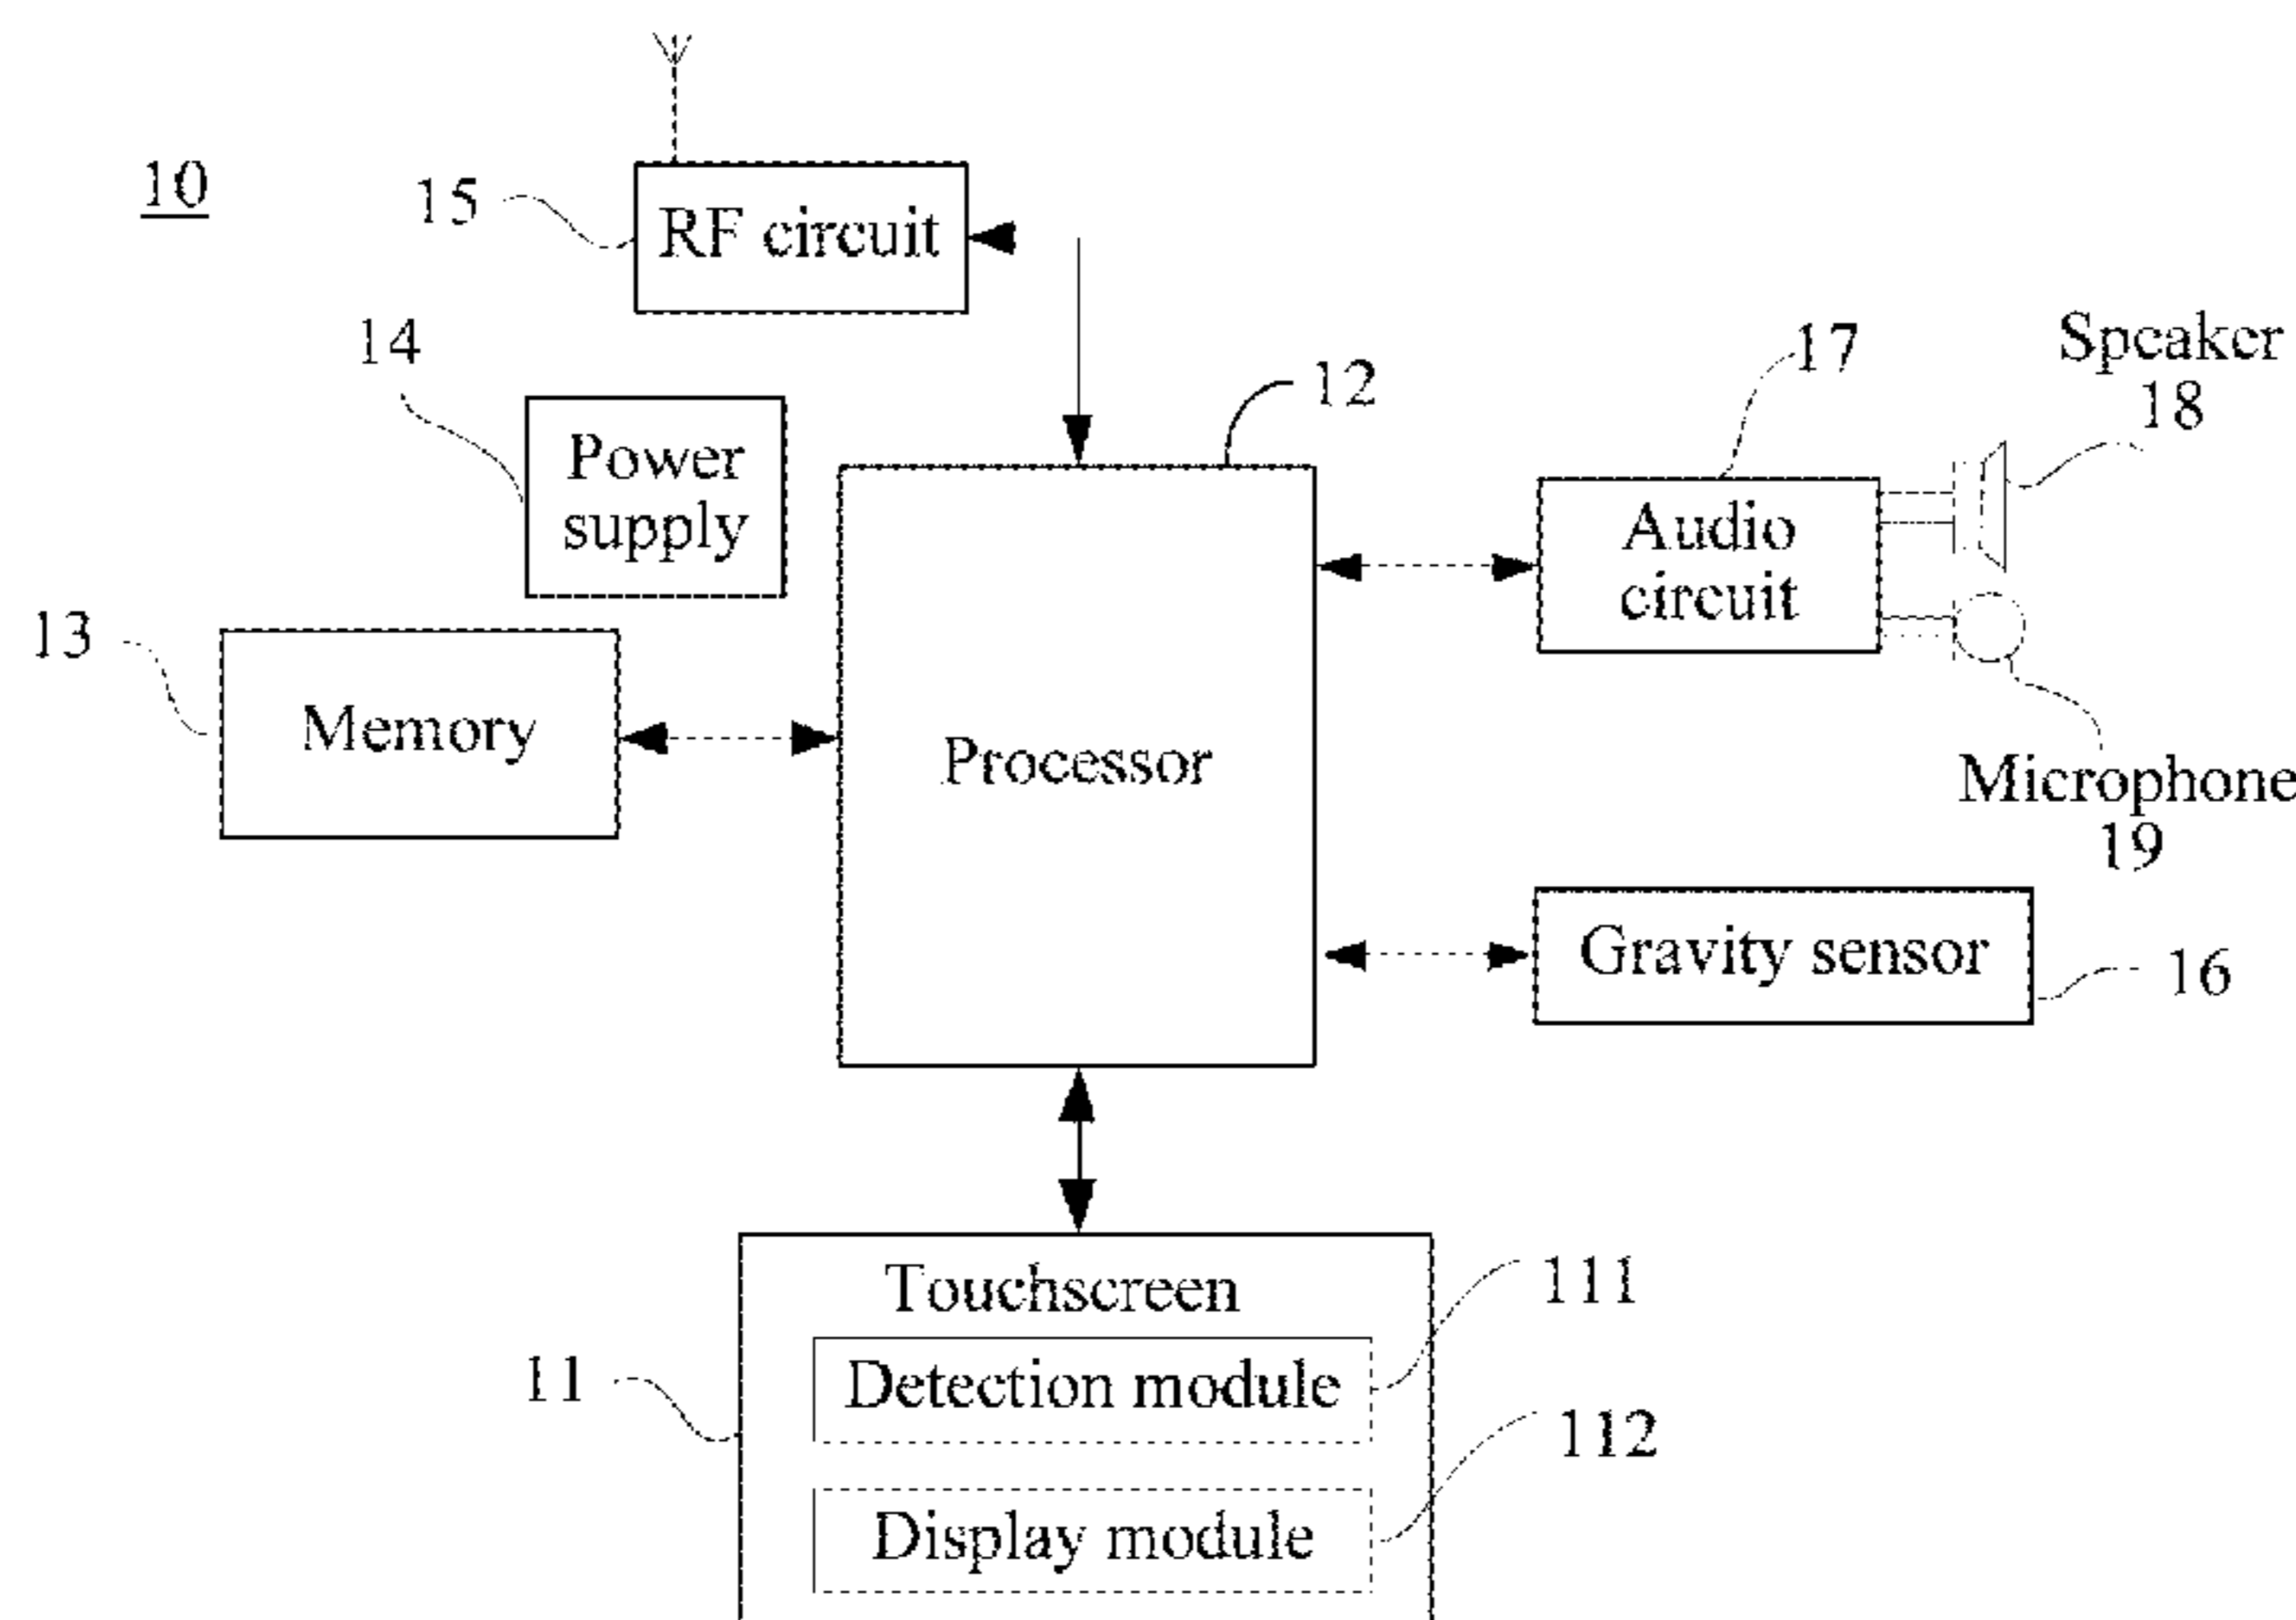 10
15
RF circuit
14
Power
supply
12
17
Speaker
18
Audio
circuit
13
Memory
Processor
Microphone
19
Gravity sensor
16
Touchscreen
11
Detection module
111
Display module
112